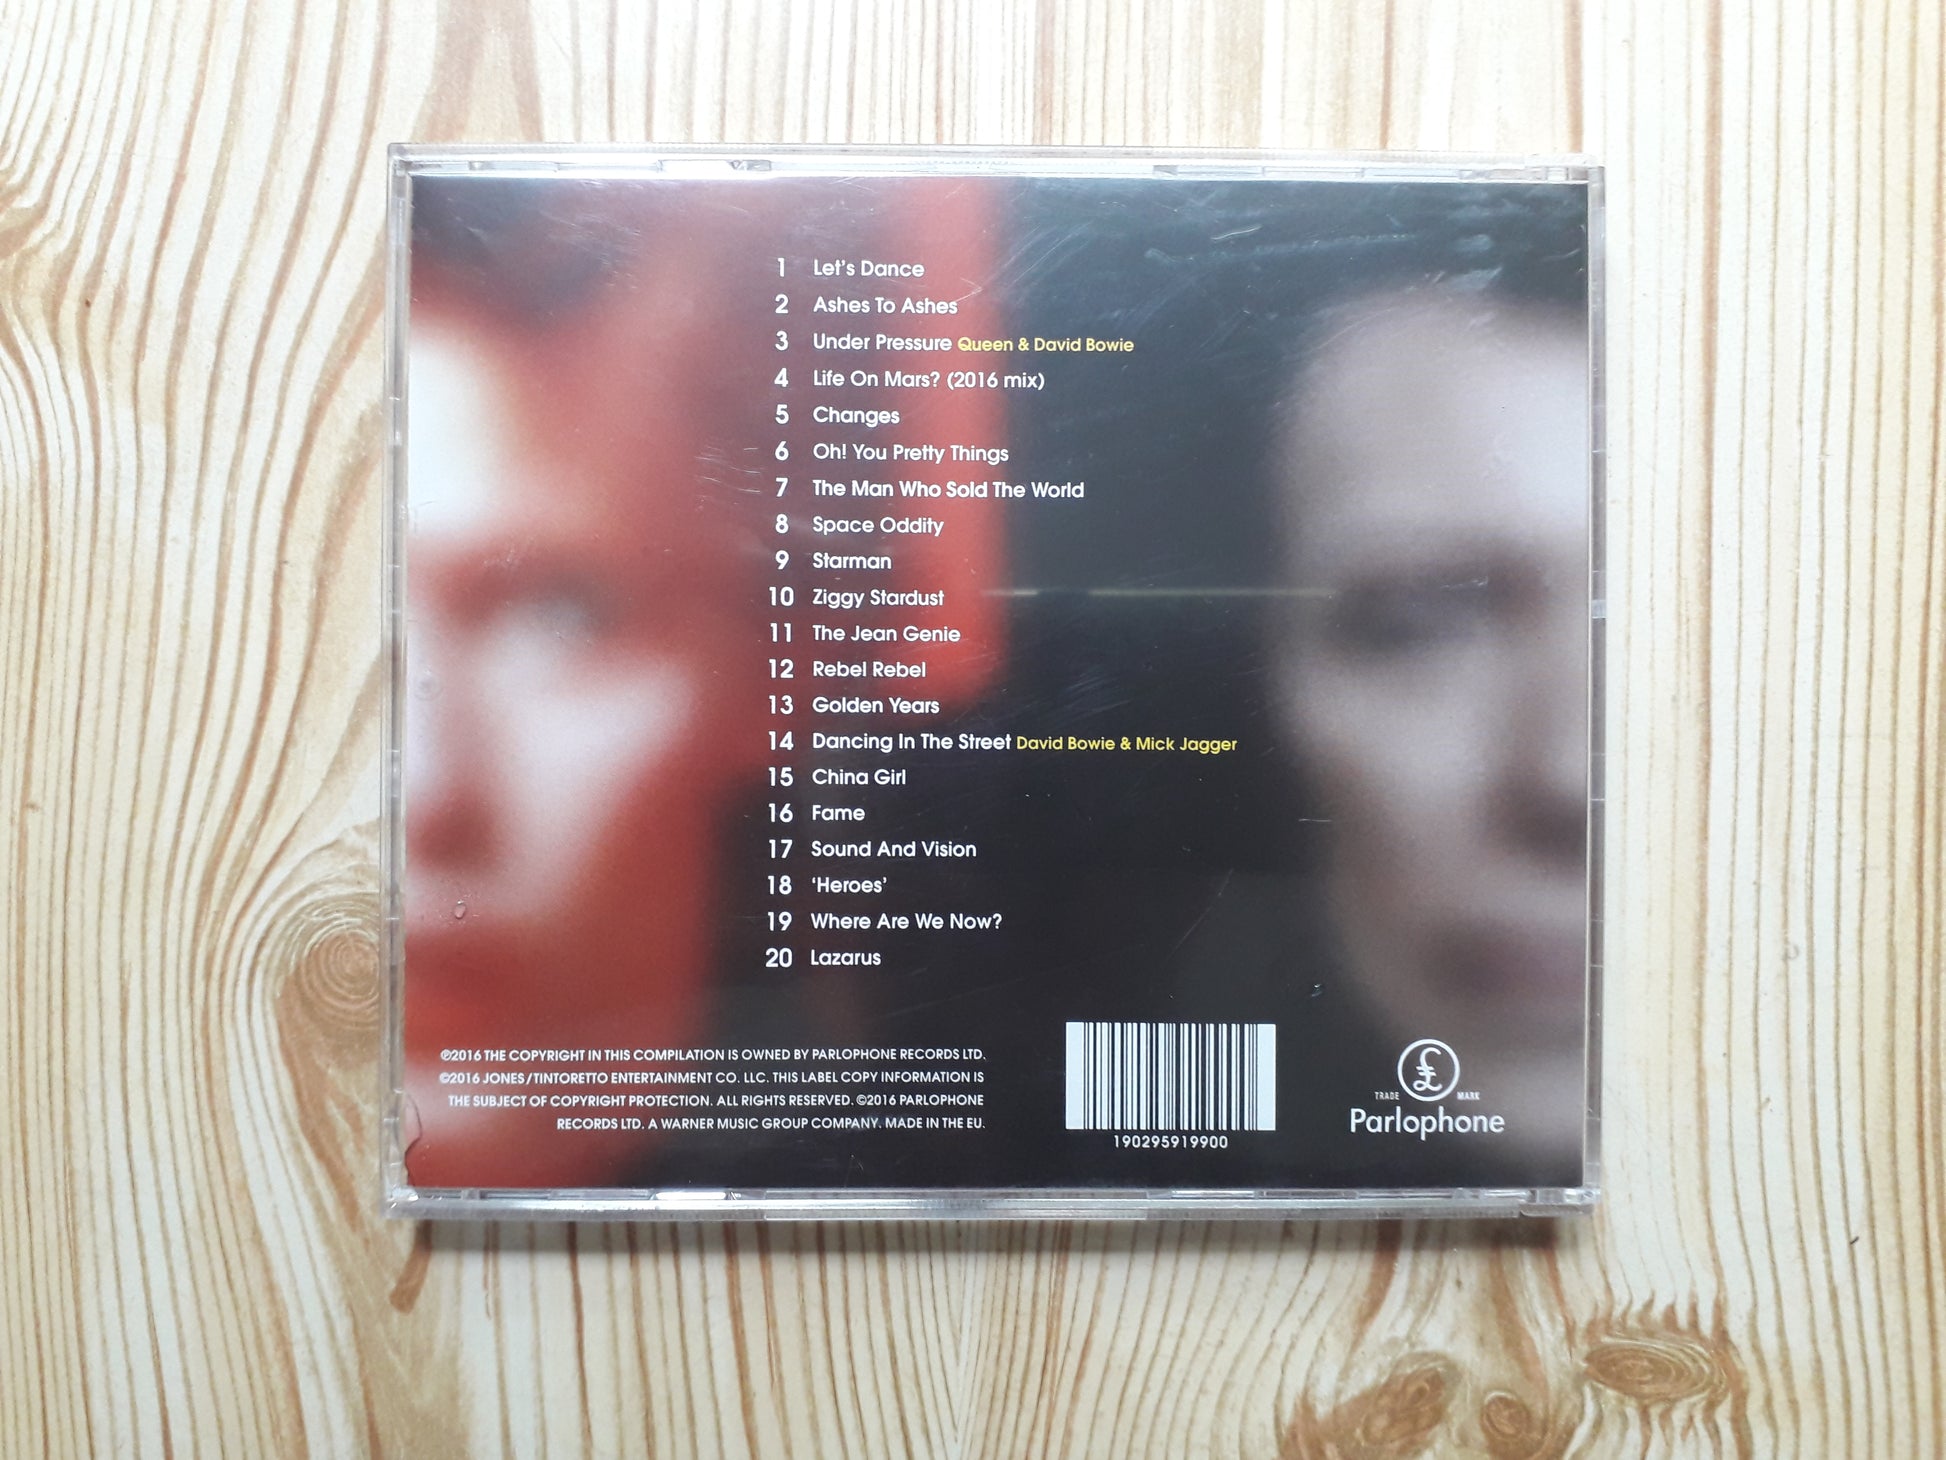 1 Let's Dance
2 Ashes To Ashes
3 Under Pressure Queen & David Bowie
4 Life On Mars? (2016 mix)
5 Changes
6 Oh! You Pretty Things
7 The Man Who Sold The World
8 Space Oddity
9 Starman
10 Ziggy Stardust
11 The Jean Genie
12 Rebel Rebel
13 Golden Years
14 Dancing In The Street David Bowie & Mick Jagger
15 China Girl
16 Fame
17 Sound And Vision
18 ‘Heroes’
19 Where Are We Now?
20 Lazarus
℗2016 THE COPYRIGHT IN THIS COMPILATION IS OWNED BY PARLOPHONE RECORDS LTD.
©2016 JONES/TINTORETTO ENTERTAINMENT CO. LLC. THIS LABEL COPY INFORMATION IS
THE SUBJECT OF COPYRIGHT PROTECTION. ALL RIGHTS RESERVED. ©2016 PARLOPHONE
RECORDS LTD. A WARNER MUSIC GROUP COMPANY. MADE IN THE EU.
190295919900
£
TRADE MARK
Parlophone